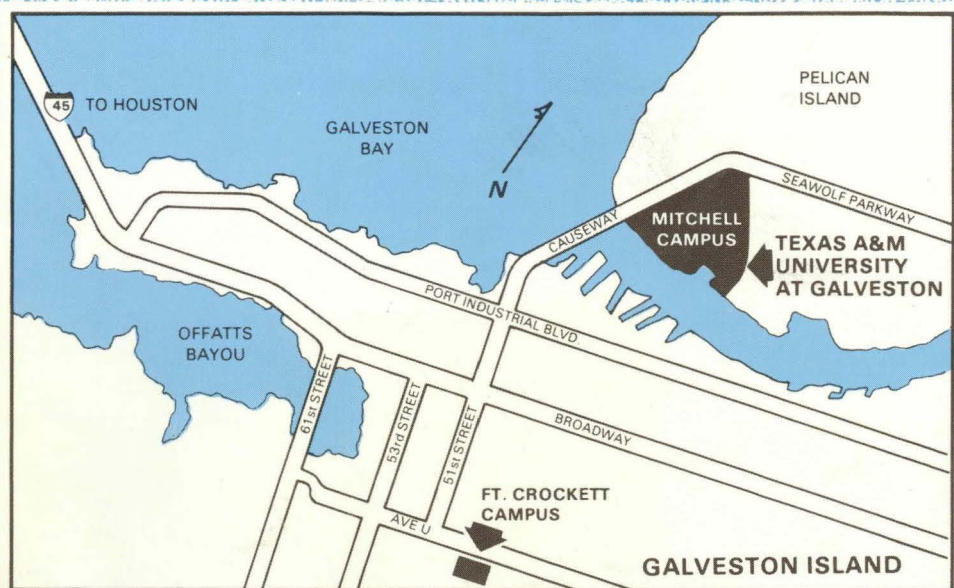 45
TO HOUSTON
GALVESTON
BAY
N
PELICAN
ISLAND
CAUSEWAY
SEAWOLF PARKWAY
MITCHELL
CAMPUS
TEXAS A&M
UNIVERSITY
AT GALVESTON
PORT INDUSTRIAL BLVD.
OFFATTS
BAYOU
61st STREET
53rd STREET
51st STREET
BROADWAY
AVE U
FT. CROCKETT
CAMPUS
GALVESTON ISLAND